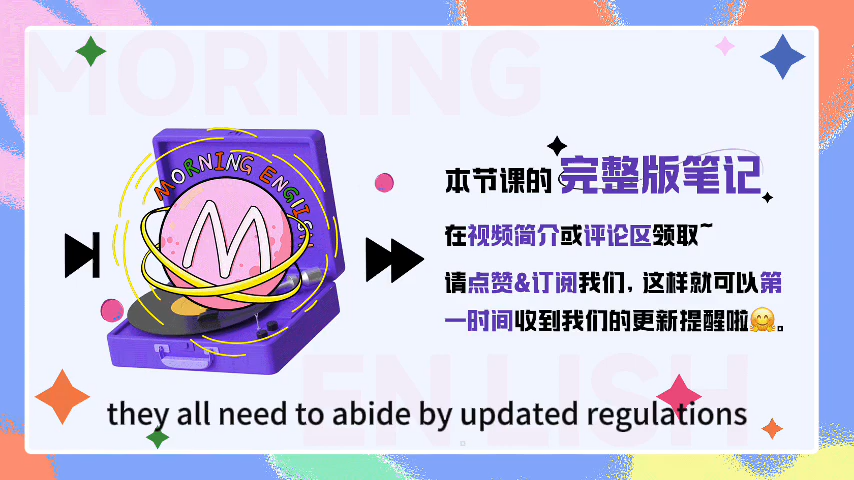 MORNING
MORNING ENGLISH
M
本节课的 完整版笔记
在视频简介或评论区领取~
请点赞&订阅我们，这样就可以第
一时间收到我们的更新提醒啦🤗。
EN LISH
they all need to abide by updated regulations